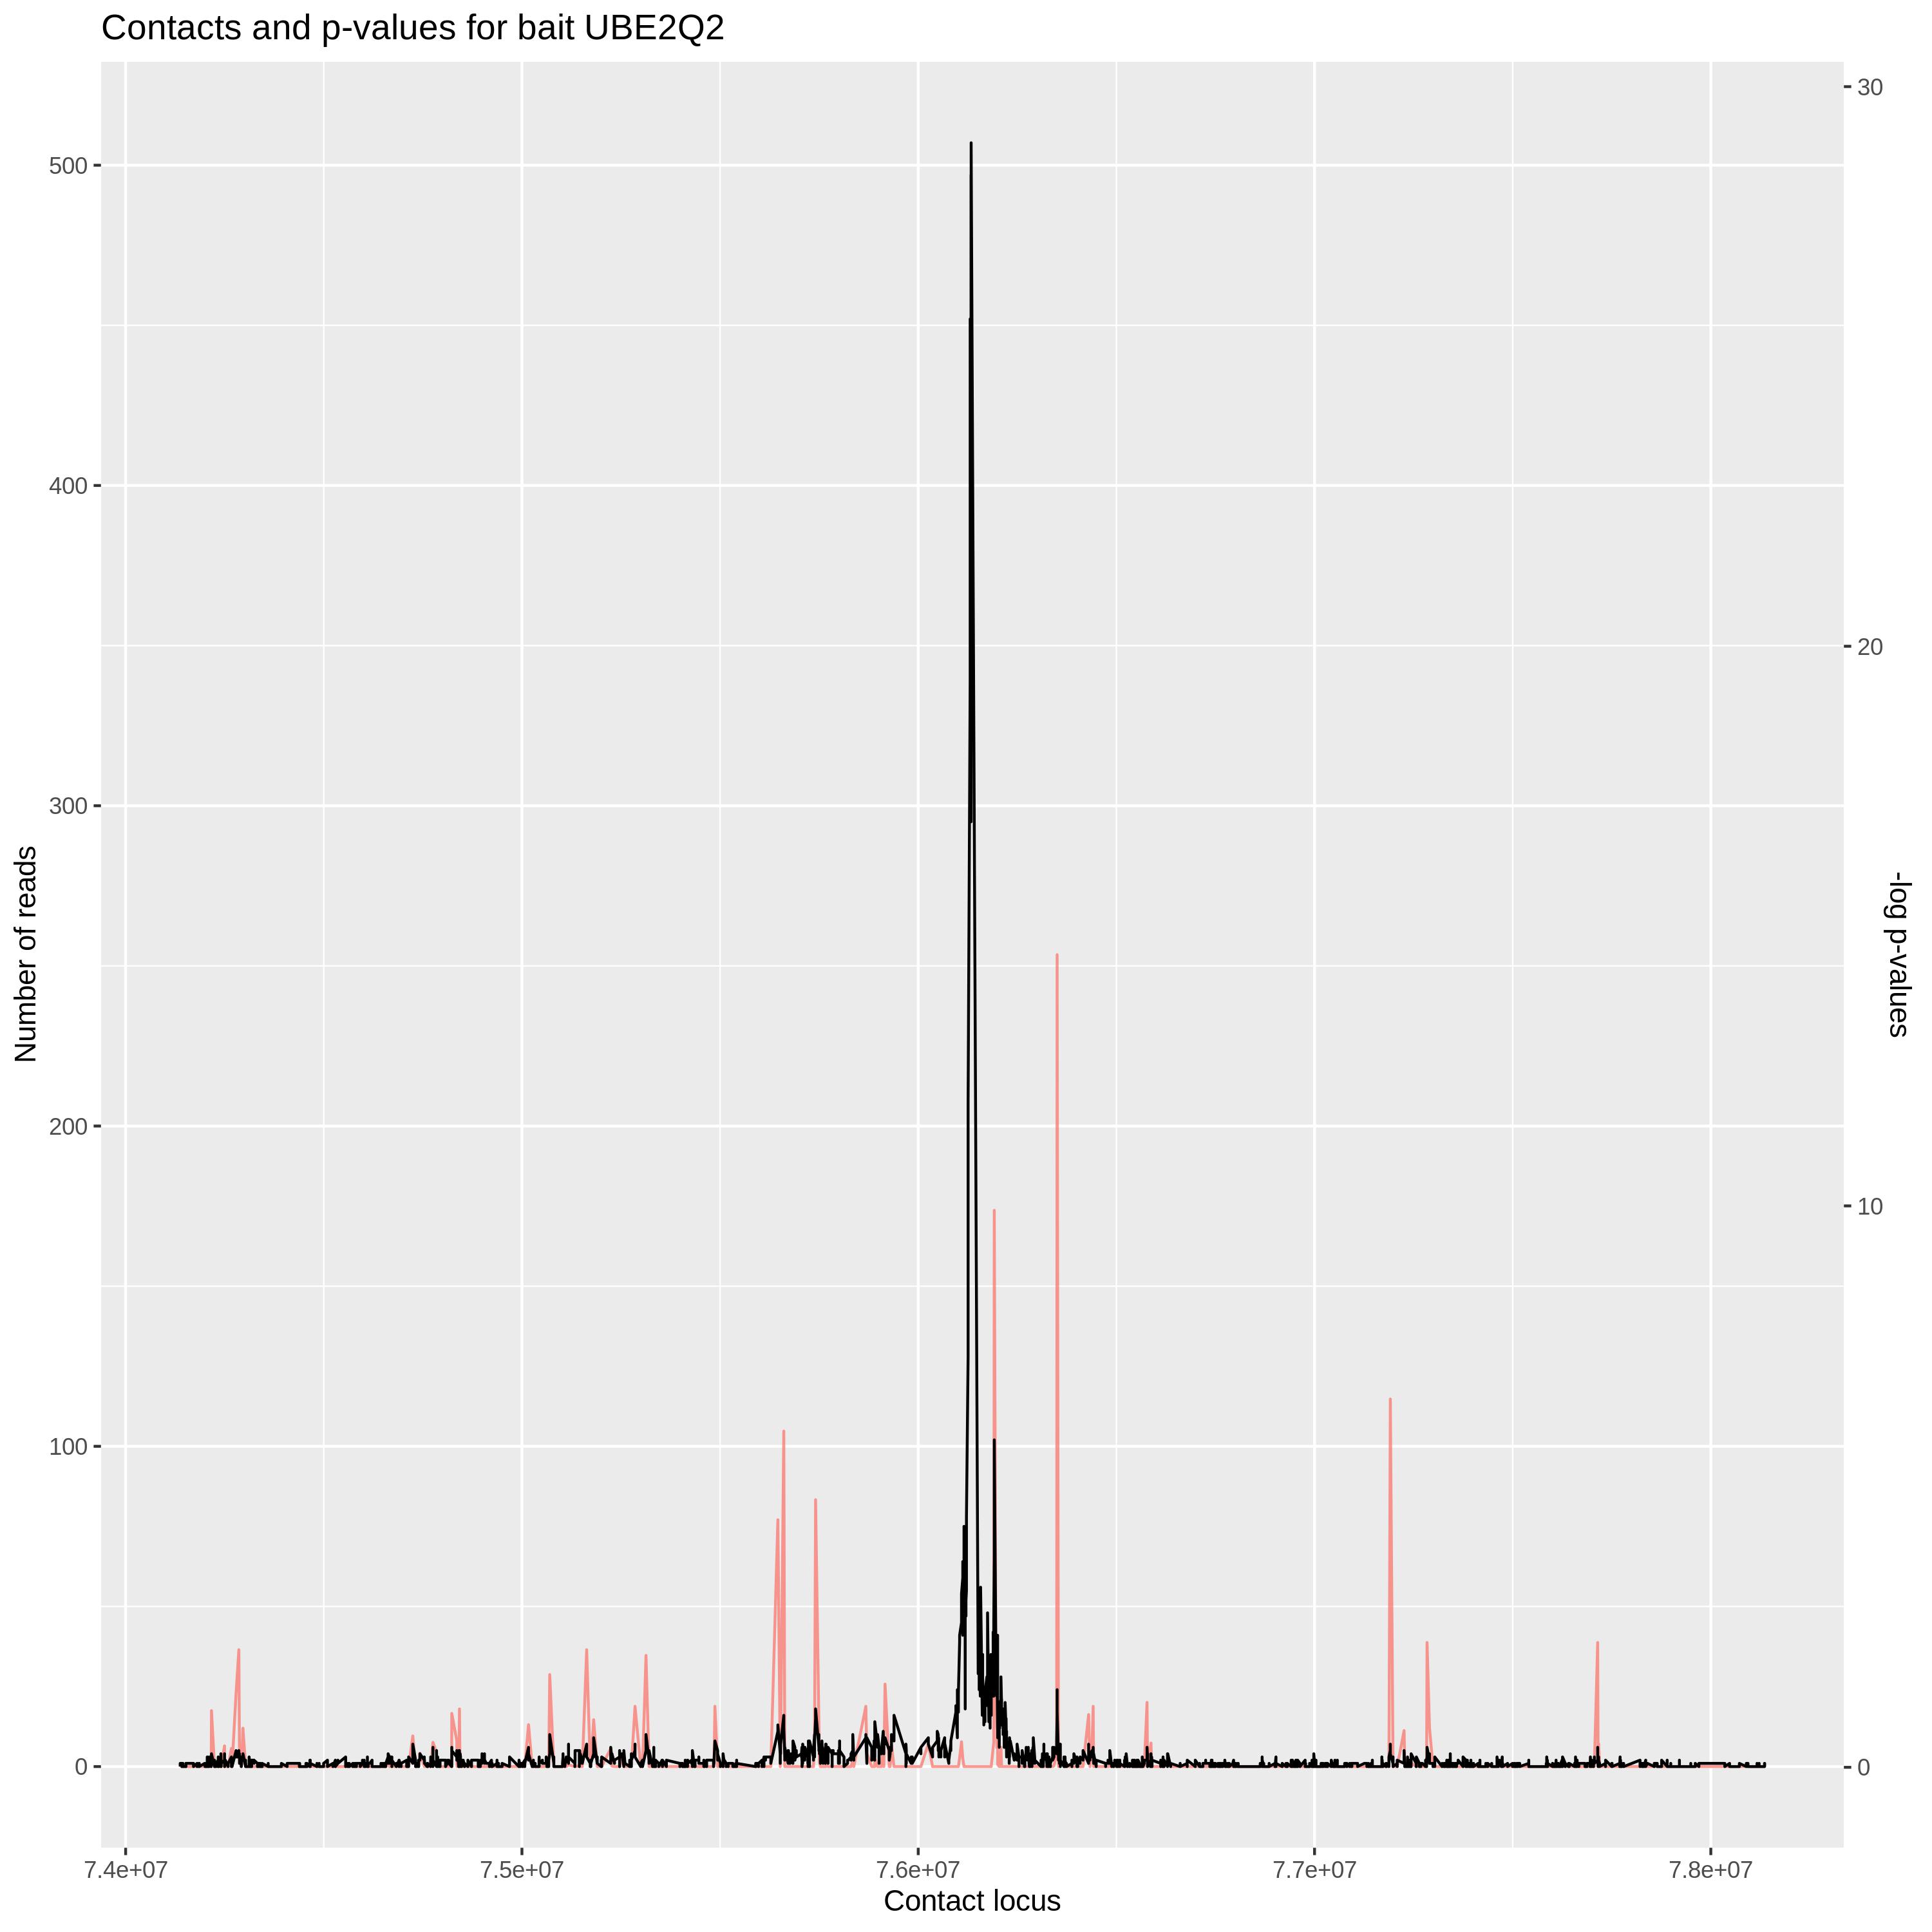 Contacts and p-values for bait UBE2Q2
30
500
400
20
300
Number of reads
-log p-values
200
10
100
0
0
7.4e+07 7.5e+07 7.6e+07 7.7e+07 7.8e+07
Contact locus